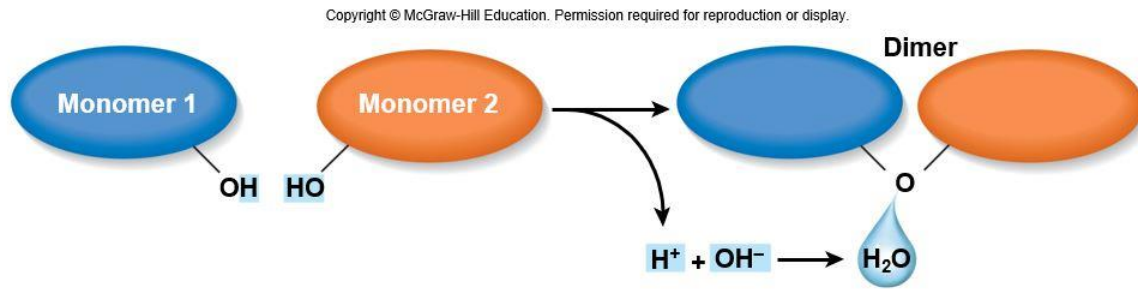 Copyright © McGraw-Hill Education. Permission required for reproduction or display.
Dimer
Monomer 1
Monomer 2
OH HO
O
H⁺ + OH⁻
H₂O